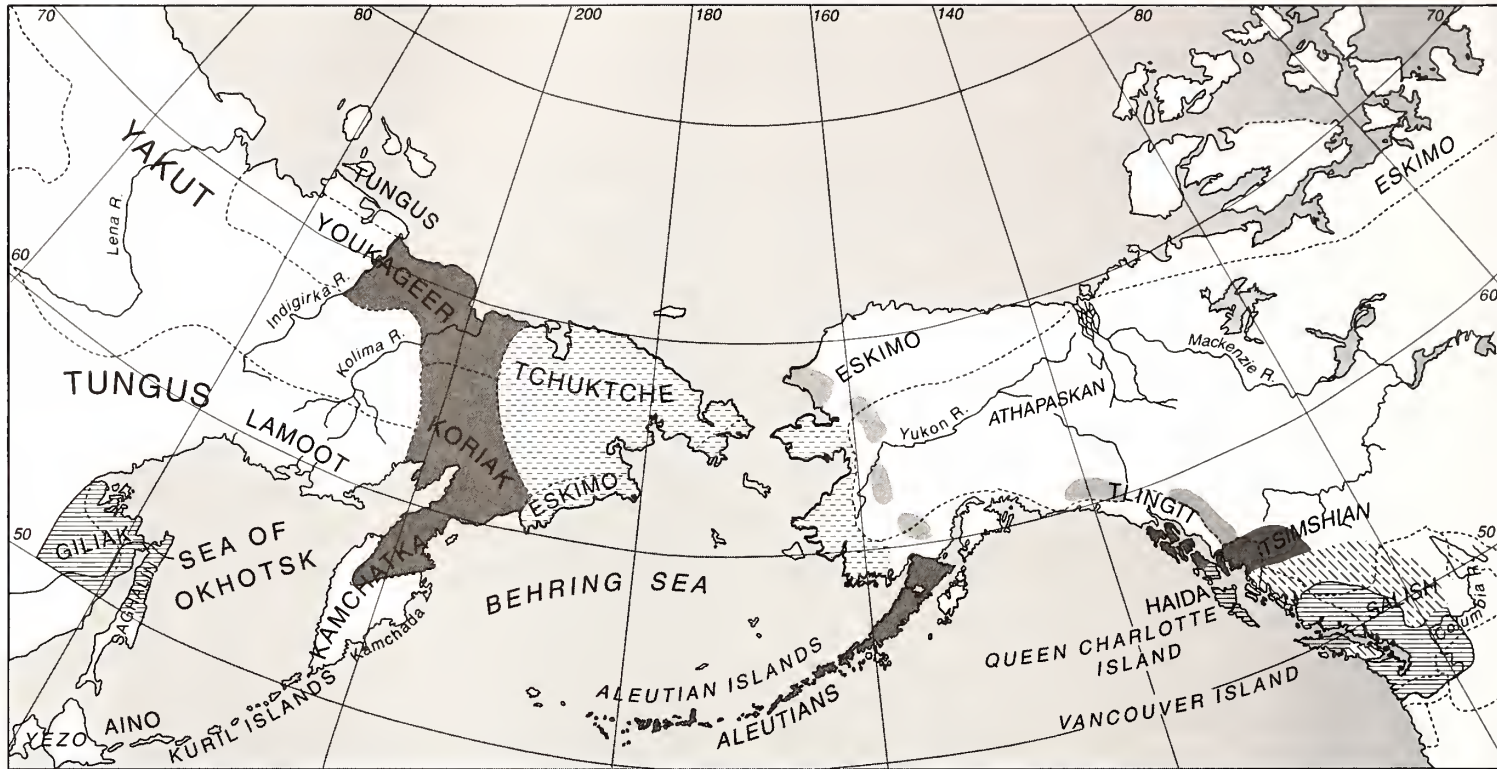 70
80
200
180
160
140
80
70
YAKUT
TUNGUS
Lena R.
YOUKAGEER
ESKIMO
60
60
Indigirka R.
Kolima R.
TUNGUS
LAMOOT
TCHUKTCHE
KORIAK
ESKIMO
ESKIMO
Mackenzie R.
ATHAPASKAN
Yukon R.
TLINGIT
TSIMSHIAN
50
50
GILIAK
SEA OF
OKHOTSK
SAGHALIN
KAMCHATKA
Kamchada
BEHRING SEA
HAIDA
SALISH
Columbia R.
QUEEN CHARLOTTE
ISLAND
VANCOUVER ISLAND
ALEUTIAN ISLANDS
ALEUTIANS
AINO
YEZO
KURIL ISLANDS